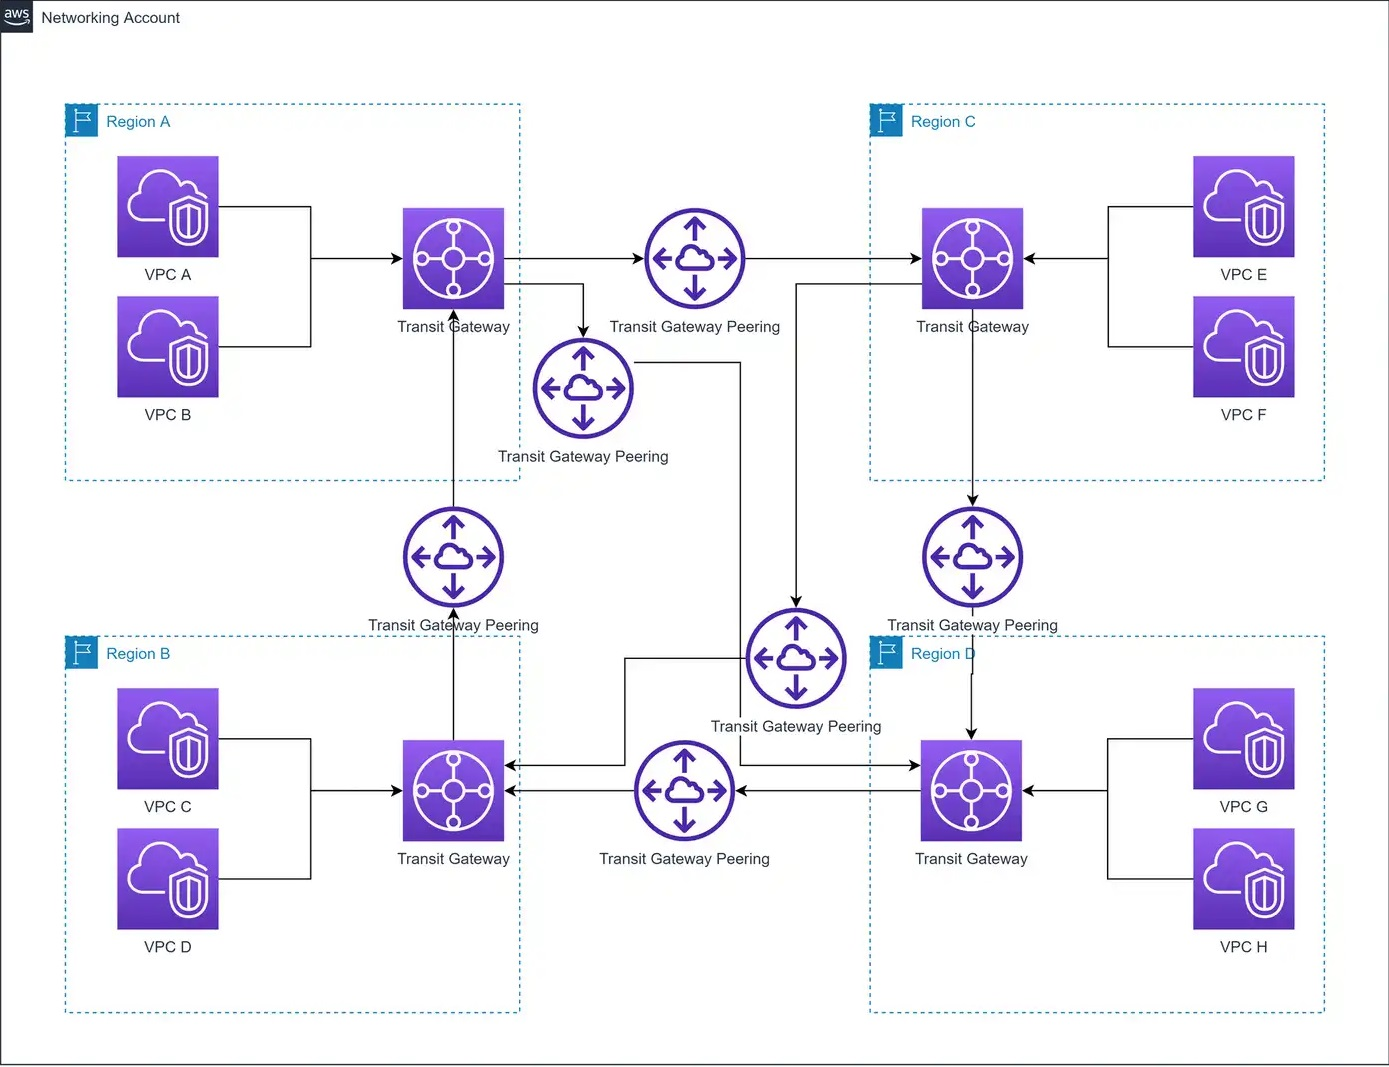 aws
Networking Account
Region A
VPC A
VPC B
Transit Gateway
Transit Gateway Peering
Transit Gateway Peering
Region C
Transit Gateway
VPC E
VPC F
Transit Gateway Peering
Transit Gateway Peering
Region B
VPC C
VPC D
Transit Gateway
Transit Gateway Peering
Transit Gateway Peering
Region D
Transit Gateway
VPC G
VPC H